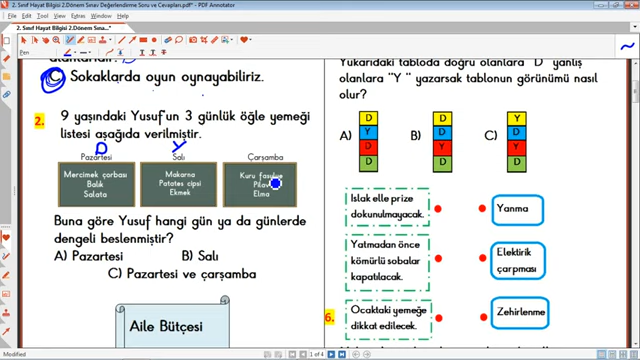 2. Sınıf Hayat Bilgisi 2.Dönem Sınav Değerlendirme Soru ve Cevapları.pdf* - PDF Annotator
File Edit Insert View Tools Window Help
2. Sınıf Hayat Bilgisi 2.Dönem Sına...*
Pen
C) Sokaklarda oyun oynayabiliriz.
2.
9 yaşındaki Yusuf'un 3 günlük öğle yemeği
listesi aşağıda verilmiştir.
D Y
Pazartesi Salı Çarşamba
Mercimek çorbası
Balık
Salata
Makarna
Patates cipsi
Ekmek
Kuru fasulye
Pilav
Elma
Buna göre Yusuf hangi gün ya da günlerde
dengeli beslenmiştir?
A) Pazartesi B) Salı
C) Pazartesi ve çarşamba
Aile Bütçesi
Yukarıdaki tabloda doğru olanlara "D" yanlış
olanlara "Y" yazarsak tablonun görünümü nasıl
olur?
A) D Y D D
B) D D Y D
C) Y D Y D
Islak elle prize
dokunulmayacak.
Yanma
Yatmadan önce
kömürlü sobalar
kapatılacak.
Elektirik
çarpması
6.
Ocaktaki yemeğe
dikkat edilecek.
Zehirlenme
Modified
1 of 4